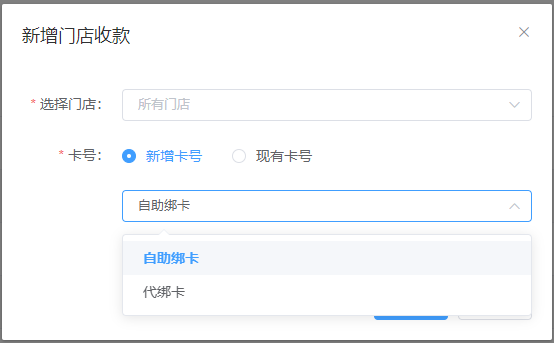 新增门店收款
* 选择门店： 所有门店
* 卡号： 新增卡号 现有卡号
自助绑卡
自助绑卡
代绑卡